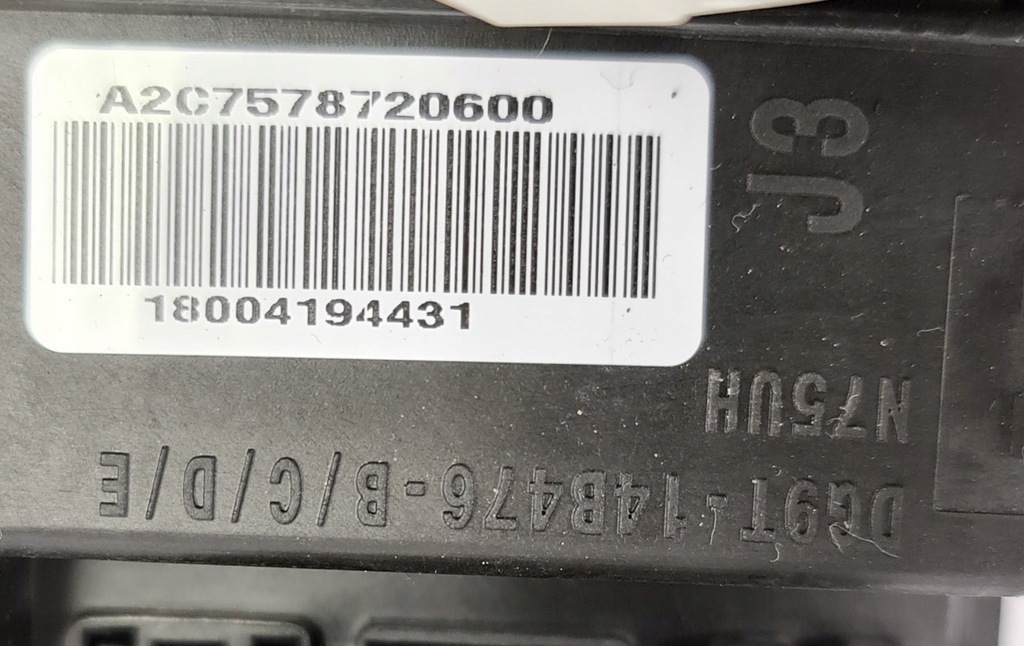 A2C7578720600
18004194431
J3
N75UH
DG9T-14B476-B/C/D/E